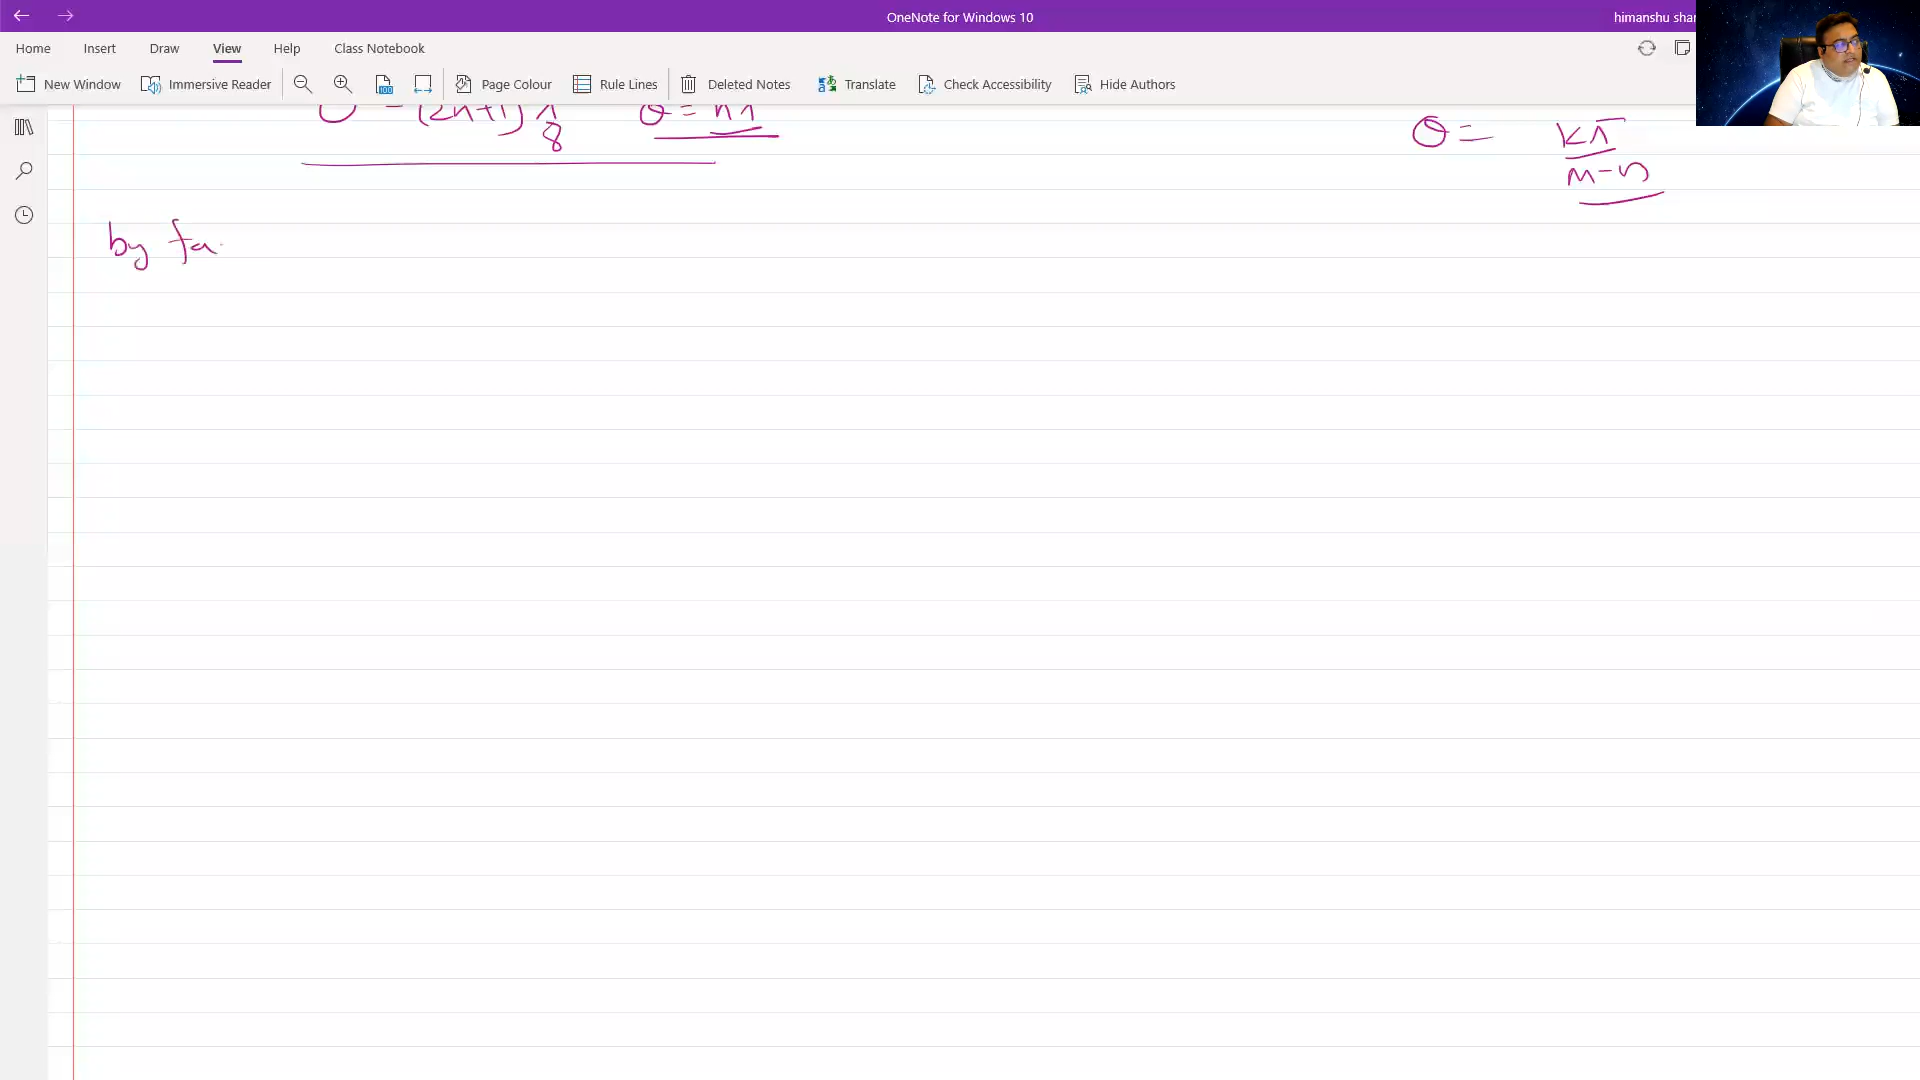 OneNote for Windows 10
himanshu shar
Home Insert Draw View Help Class Notebook
New Window Immersive Reader 100 Page Colour Rule Lines Deleted Notes Translate Check Accessibility Hide Authors
θ = (2n+1) π/8 θ = nπ
θ = kπ/m-n
by fa